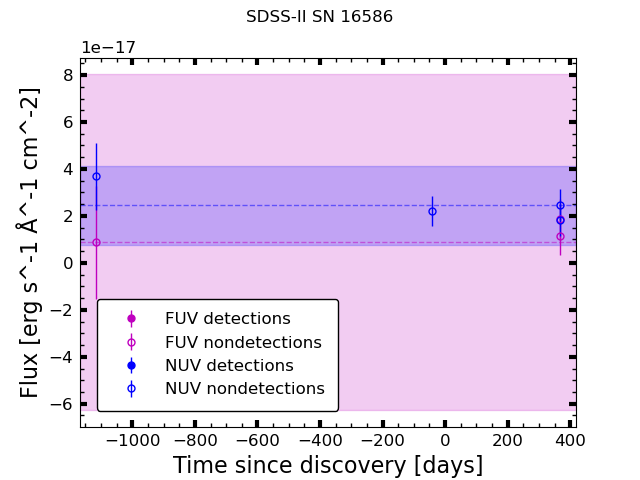 SDSS-II SN 16586
1e−17
8
6
4
2
0
−2
−4
−6
Flux [erg s^-1 Å^-1 cm^-2]
FUV detections
FUV nondetections
NUV detections
NUV nondetections
−1000 −800 −600 −400 −200 0 200 400
Time since discovery [days]